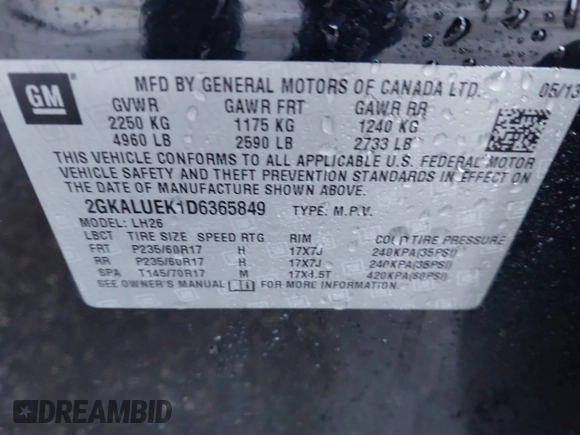 GM
MFD BY GENERAL MOTORS OF CANADA LTD. 05/13
GVWR GAWR FRT GAWR RR
2250 KG 1175 KG 1240 KG
4960 LB 2590 LB 2733 LB
THIS VEHICLE CONFORMS TO ALL APPLICABLE U.S. FEDERAL MOTOR
VEHICLE SAFETY AND THEFT PREVENTION STANDARDS IN EFFECT ON
THE DATE OF MANUFACTURE SHOWN ABOVE.
2GKALUEK1D6365849 TYPE: M.P.V.
MODEL: LH26
LBCT TIRE SIZE SPEED RTG RIM COLD TIRE PRESSURE
FRT P235/60R17 H 17X7J 240KPA(35PSI)
RR P235/60R17 H 17X7J 240KPA(35PSI)
SPA T145/70R17 M 17X4.5T 420KPA(60PSI)
SEE OWNER'S MANUAL FOR MORE INFORMATION.
DREAMBID